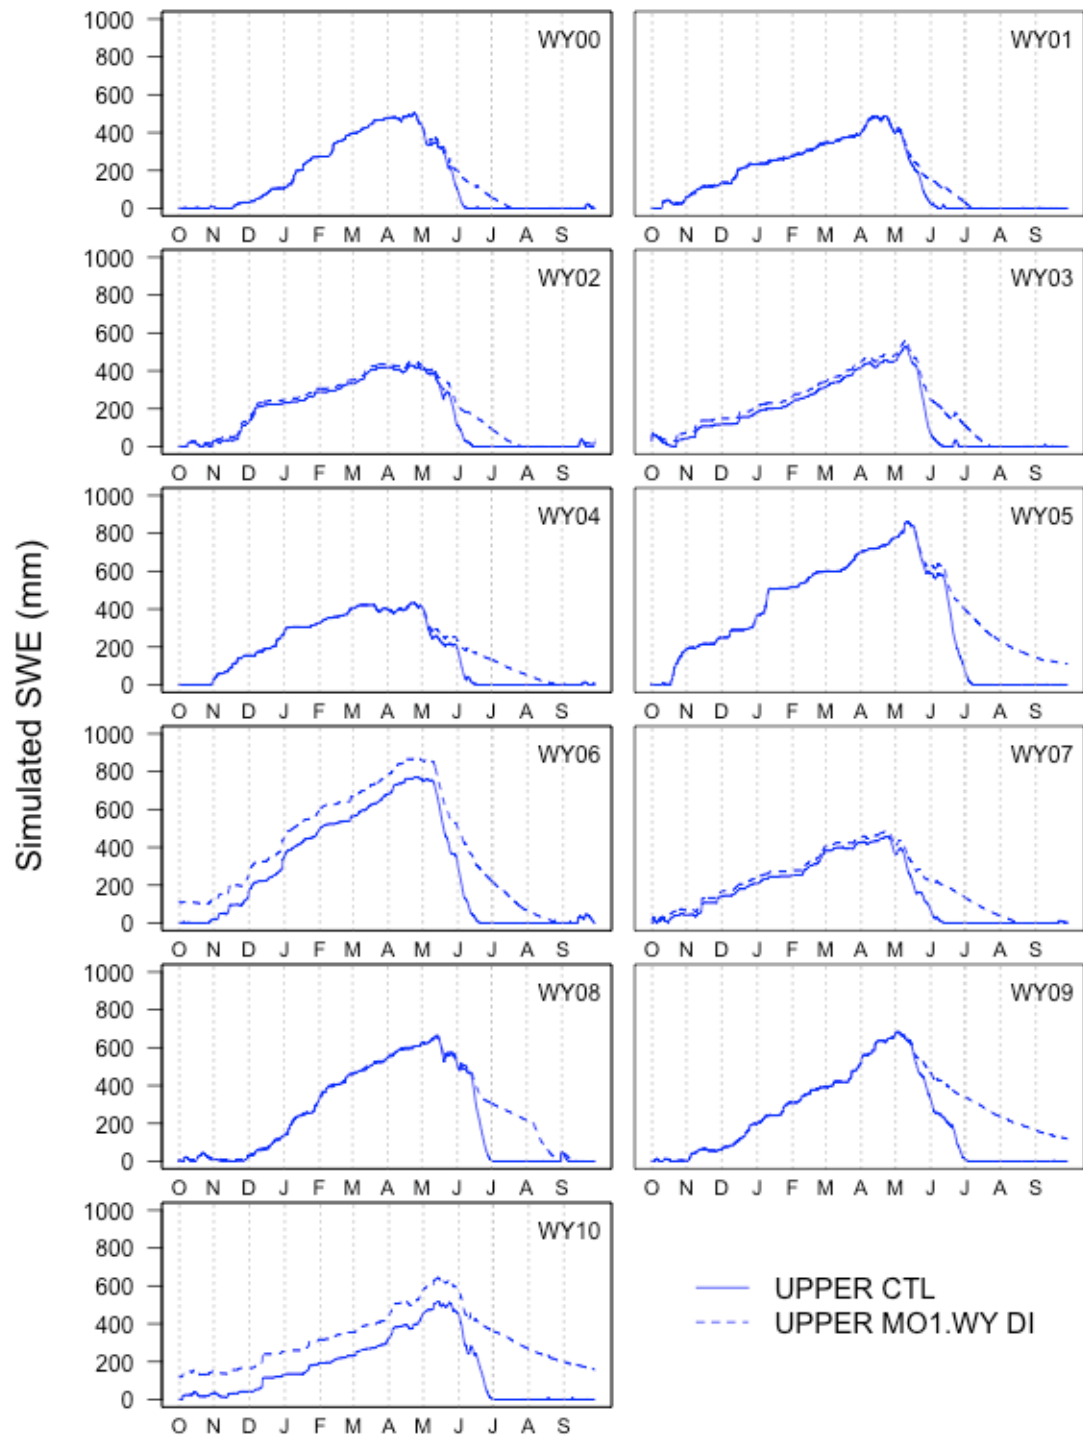 Simulated SWE (mm)
1000
800
600
400
200
0
WY00
O N D J F M A M J J A S
WY01
O N D J F M A M J J A S
1000
800
600
400
200
0
WY02
O N D J F M A M J J A S
WY03
O N D J F M A M J J A S
1000
800
600
400
200
0
WY04
O N D J F M A M J J A S
WY05
O N D J F M A M J J A S
1000
800
600
400
200
0
WY06
O N D J F M A M J J A S
WY07
O N D J F M A M J J A S
1000
800
600
400
200
0
WY08
O N D J F M A M J J A S
WY09
O N D J F M A M J J A S
1000
800
600
400
200
0
WY10
O N D J F M A M J J A S
UPPER CTL
UPPER MO1.WY DI